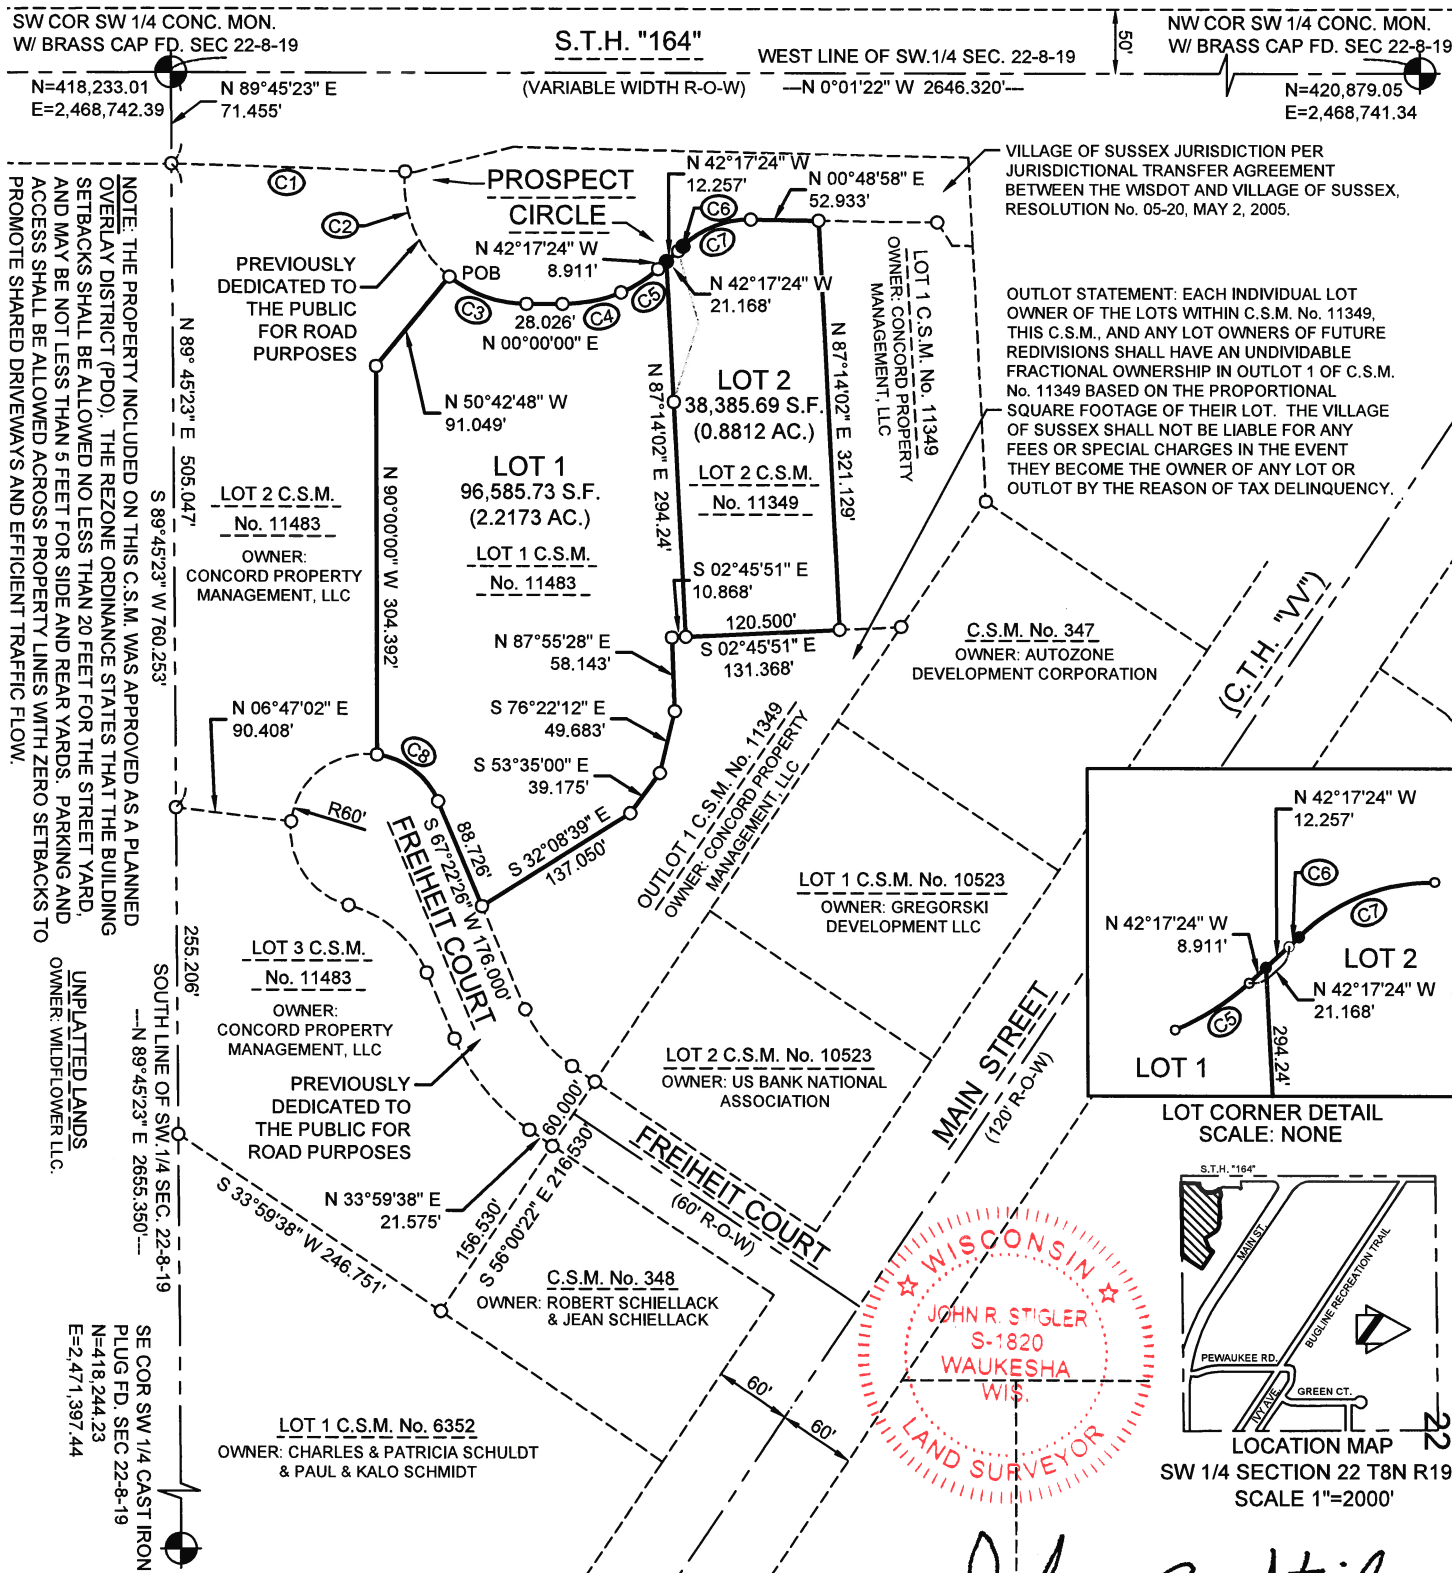 SW COR SW 1/4 CONC. MON.
W/ BRASS CAP FD. SEC 22-8-19
S.T.H. "164"
WEST LINE OF SW.1/4 SEC. 22-8-19
50'
NW COR SW 1/4 CONC. MON.
W/ BRASS CAP FD. SEC 22-8-19
N=418,233.01
E=2,468,742.39
N 89°45'23" E
71.455'
(VARIABLE WIDTH R-O-W)
---N 0°01'22" W 2646.320'---
N=420,879.05
E=2,468,741.34
C1
C2
PROSPECT
CIRCLE
N 42°17'24" W
12.257'
C6
C7
N 00°48'58" E
52.933'
VILLAGE OF SUSSEX JURISDICTION PER
JURISDICTIONAL TRANSFER AGREEMENT
BETWEEN THE WISDOT AND VILLAGE OF SUSSEX,
RESOLUTION No. 05-20, MAY 2, 2005.
PREVIOUSLY
DEDICATED TO
THE PUBLIC
FOR ROAD
PURPOSES
POB
N 42°17'24" W
8.911'
C3
C4
C5
28.026'
N 00°00'00" E
N 42°17'24" W
21.168'
LOT 1 C.S.M. No. 11349
OWNER: CONCORD PROPERTY
MANAGEMENT, LLC
OUTLOT STATEMENT: EACH INDIVIDUAL LOT
OWNER OF THE LOTS WITHIN C.S.M. No. 11349,
THIS C.S.M., AND ANY LOT OWNERS OF FUTURE
REDIVISIONS SHALL HAVE AN UNDIVIDABLE
FRACTIONAL OWNERSHIP IN OUTLOT 1 OF C.S.M.
No. 11349 BASED ON THE PROPORTIONAL
SQUARE FOOTAGE OF THEIR LOT. THE VILLAGE
OF SUSSEX SHALL NOT BE LIABLE FOR ANY
FEES OR SPECIAL CHARGES IN THE EVENT
THEY BECOME THE OWNER OF ANY LOT OR
OUTLOT BY THE REASON OF TAX DELINQUENCY.
NOTE: THE PROPERTY INCLUDED ON THIS C.S.M. WAS APPROVED AS A PLANNED
OVERLAY DISTRICT (PDO). THE REZONE ORDINANCE STATES THAT THE BUILDING
SETBACKS SHALL BE ALLOWED NO LESS THAN 20 FEET FOR THE STREET YARD,
AND MAY BE NOT LESS THAN 5 FEET FOR SIDE AND REAR YARDS. PARKING AND
ACCESS SHALL BE ALLOWED ACROSS PROPERTY LINES WITH ZERO SETBACKS TO
PROMOTE SHARED DRIVEWAYS AND EFFICIENT TRAFFIC FLOW.
N 89° 45'23" E 505.047'
S 89°45'23" W 760.253'
N 50°42'48" W
91.049'
N 90°00'00" W 304.392'
LOT 1
96,585.73 S.F.
(2.2173 AC.)
LOT 1 C.S.M.
No. 11483
LOT 2
38,385.69 S.F.
(0.8812 AC.)
LOT 2 C.S.M.
No. 11349
N 87°14'02" E 294.24'
N 87°14'02" E 321.129'
LOT 2 C.S.M.
No. 11483
OWNER:
CONCORD PROPERTY
MANAGEMENT, LLC
S 02°45'51" E
10.868'
120.500'
S 02°45'51" E
131.368'
N 87°55'28" E
58.143'
S 76°22'12" E
49.683'
S 53°35'00" E
39.175'
S 32°08'39" E
137.050'
C.S.M. No. 347
OWNER: AUTOZONE
DEVELOPMENT CORPORATION
(C.T.H. "VV")
N 06°47'02" E
90.408'
C8
R60'
88.726'
S 67°22'26" W 176.000'
FREIHEIT COURT
OUTLOT 1 C.S.M. No. 11349
OWNER: CONCORD PROPERTY
MANAGEMENT, LLC
LOT 1 C.S.M. No. 10523
OWNER: GREGORSKI
DEVELOPMENT LLC
N 42°17'24" W
12.257'
C6
C7
N 42°17'24" W
8.911'
LOT 2
N 42°17'24" W
21.168'
C5
294.24'
LOT 1
LOT CORNER DETAIL
SCALE: NONE
255.206'
SOUTH LINE OF SW.1/4 SEC. 22-8-19
---N 89°45'23" E 2655.350'---
UNPLATTED LANDS
OWNER: WILDFLOWER LLC.
LOT 3 C.S.M.
No. 11483
OWNER:
CONCORD PROPERTY
MANAGEMENT, LLC
PREVIOUSLY
DEDICATED TO
THE PUBLIC FOR
ROAD PURPOSES
LOT 2 C.S.M. No. 10523
OWNER: US BANK NATIONAL
ASSOCIATION
MAIN STREET
(120' R-O-W)
60.000'
FREIHEIT COURT
(60' R-O-W)
N 33°59'38" E
21.575'
156.530'
S 56°00'22" E 216.530'
S 33°59'38" W 246.751'
C.S.M. No. 348
OWNER: ROBERT SCHIELLACK
& JEAN SCHIELLACK
WISCONSIN
JOHN R. STIGLER
S-1820
WAUKESHA
WIS.
LAND SURVEYOR
S.T.H. "164"
MAIN ST.
BUGLINE RECREATION TRAIL
PEWAUKEE RD.
IVY AVE.
GREEN CT.
22
LOCATION MAP
SW 1/4 SECTION 22 T8N R19
SCALE 1"=2000'
60'
60'
SE COR SW 1/4 CAST IRON
PLUG FD. SEC 22-8-19
N=418,244.23
E=2,471,397.44
LOT 1 C.S.M. No. 6352
OWNER: CHARLES & PATRICIA SCHULDT
& PAUL & KALO SCHMIDT